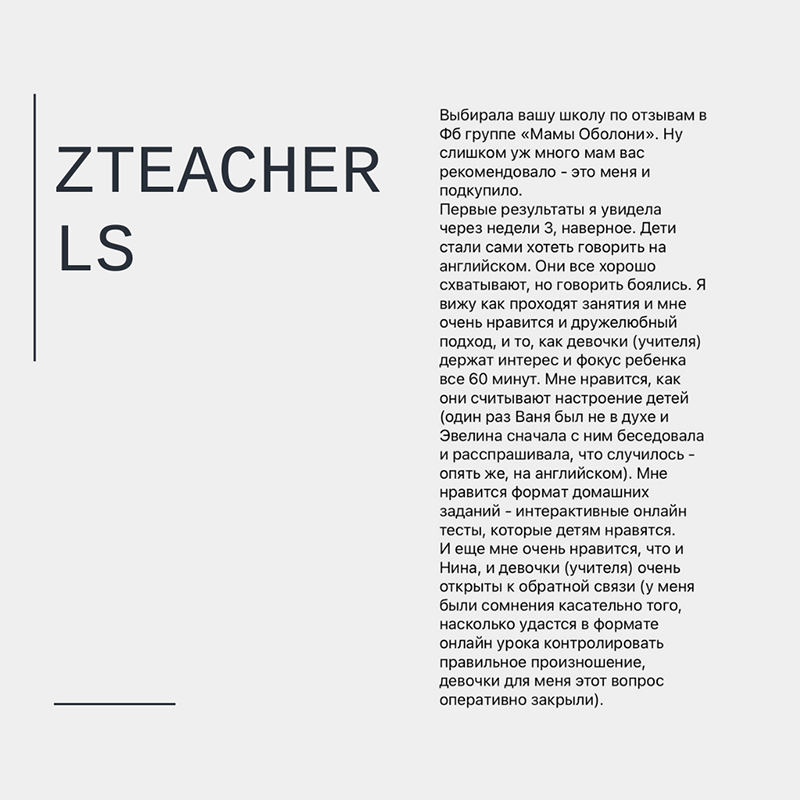 ZTEACHER
LS
Выбирала вашу школу по отзывам в
Фб группе «Мамы Оболони». Ну
слишком уж много мам вас
рекомендовало - это меня и
подкупило.
Первые результаты я увидела
через недели 3, наверное. Дети
стали сами хотеть говорить на
английском. Они все хорошо
схватывают, но говорить боялись. Я
вижу как проходят занятия и мне
очень нравится и дружелюбный
подход, и то, как девочки (учителя)
держат интерес и фокус ребенка
все 60 минут. Мне нравится, как
они считывают настроение детей
(один раз Ваня был не в духе и
Эвелина сначала с ним беседовала
и расспрашивала, что случилось -
опять же, на английском). Мне
нравится формат домашних
заданий - интерактивные онлайн
тесты, которые детям нравятся.
И еще мне очень нравится, что и
Нина, и девочки (учителя) очень
открыты к обратной связи (у меня
были сомнения касательно того,
насколько удастся в формате
онлайн урока контролировать
правильное произношение,
девочки для меня этот вопрос
оперативно закрыли).